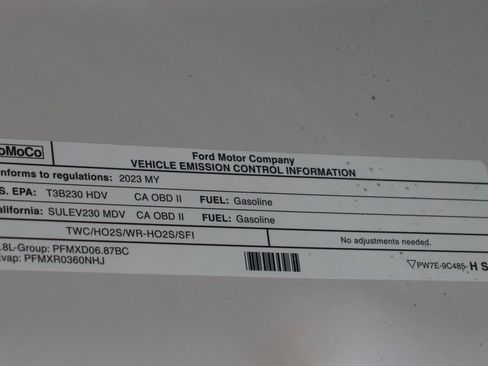 oMoCo
Ford Motor Company
VEHICLE EMISSION CONTROL INFORMATION
nforms to regulations: 2023 MY
S. EPA: T3B230 HDV CA OBD II FUEL: Gasoline
alifornia: SULEV230 MDV CA OBD II FUEL: Gasoline
TWC/HO2S/WR-HO2S/SFI No adjustments needed.
.8L-Group: PFMXD06.87BC
Evap: PFMXR0360NHJ
▽PW7E-9C485- H S